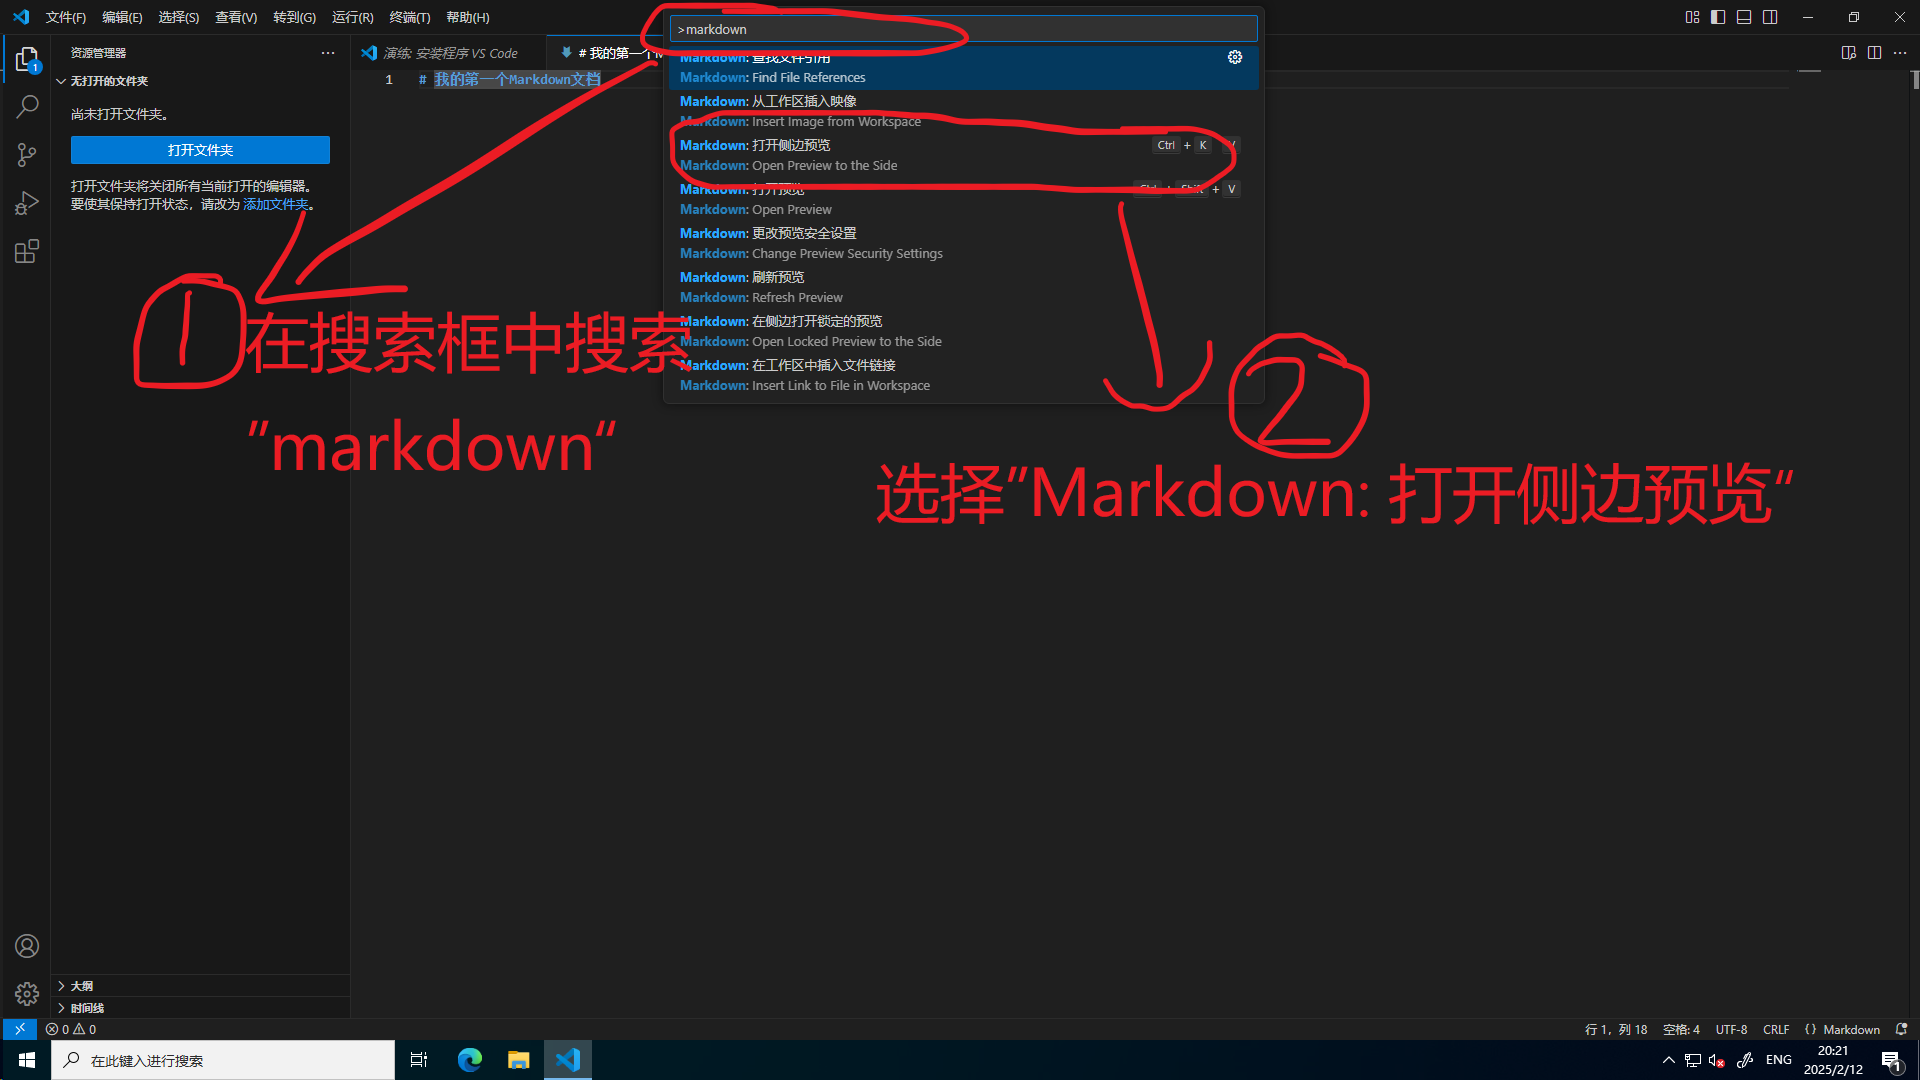 文件(F) 编辑(E) 选择(S) 查看(V) 转到(G) 运行(R) 终端(T) 帮助(H)
>markdown
资源管理器
演练: 安装程序 VS Code
# 我的第一个M
无打开的文件夹
1 # 我的第一个Markdown文档
尚未打开文件夹。
打开文件夹
打开文件夹将关闭所有当前打开的编辑器。
要使其保持打开状态，请改为 添加文件夹。
Markdown: 查找文件引用
Markdown: Find File References
Markdown: 从工作区插入映像
Markdown: Insert Image from Workspace
Markdown: 打开侧边预览 Ctrl + K V
Markdown: Open Preview to the Side
Markdown: 打开预览 Ctrl + Shift + V
Markdown: Open Preview
Markdown: 更改预览安全设置
Markdown: Change Preview Security Settings
Markdown: 刷新预览
Markdown: Refresh Preview
Markdown: 在侧边打开锁定的预览
Markdown: Open Locked Preview to the Side
Markdown: 在工作区中插入文件链接
Markdown: Insert Link to File in Workspace
1
在搜索框中搜索
”markdown“
2
选择”Markdown: 打开侧边预览“
大纲
时间线
0 0
行 1，列 18 空格: 4 UTF-8 CRLF {} Markdown
在此键入进行搜索
ENG
20:21
2025/2/12
1